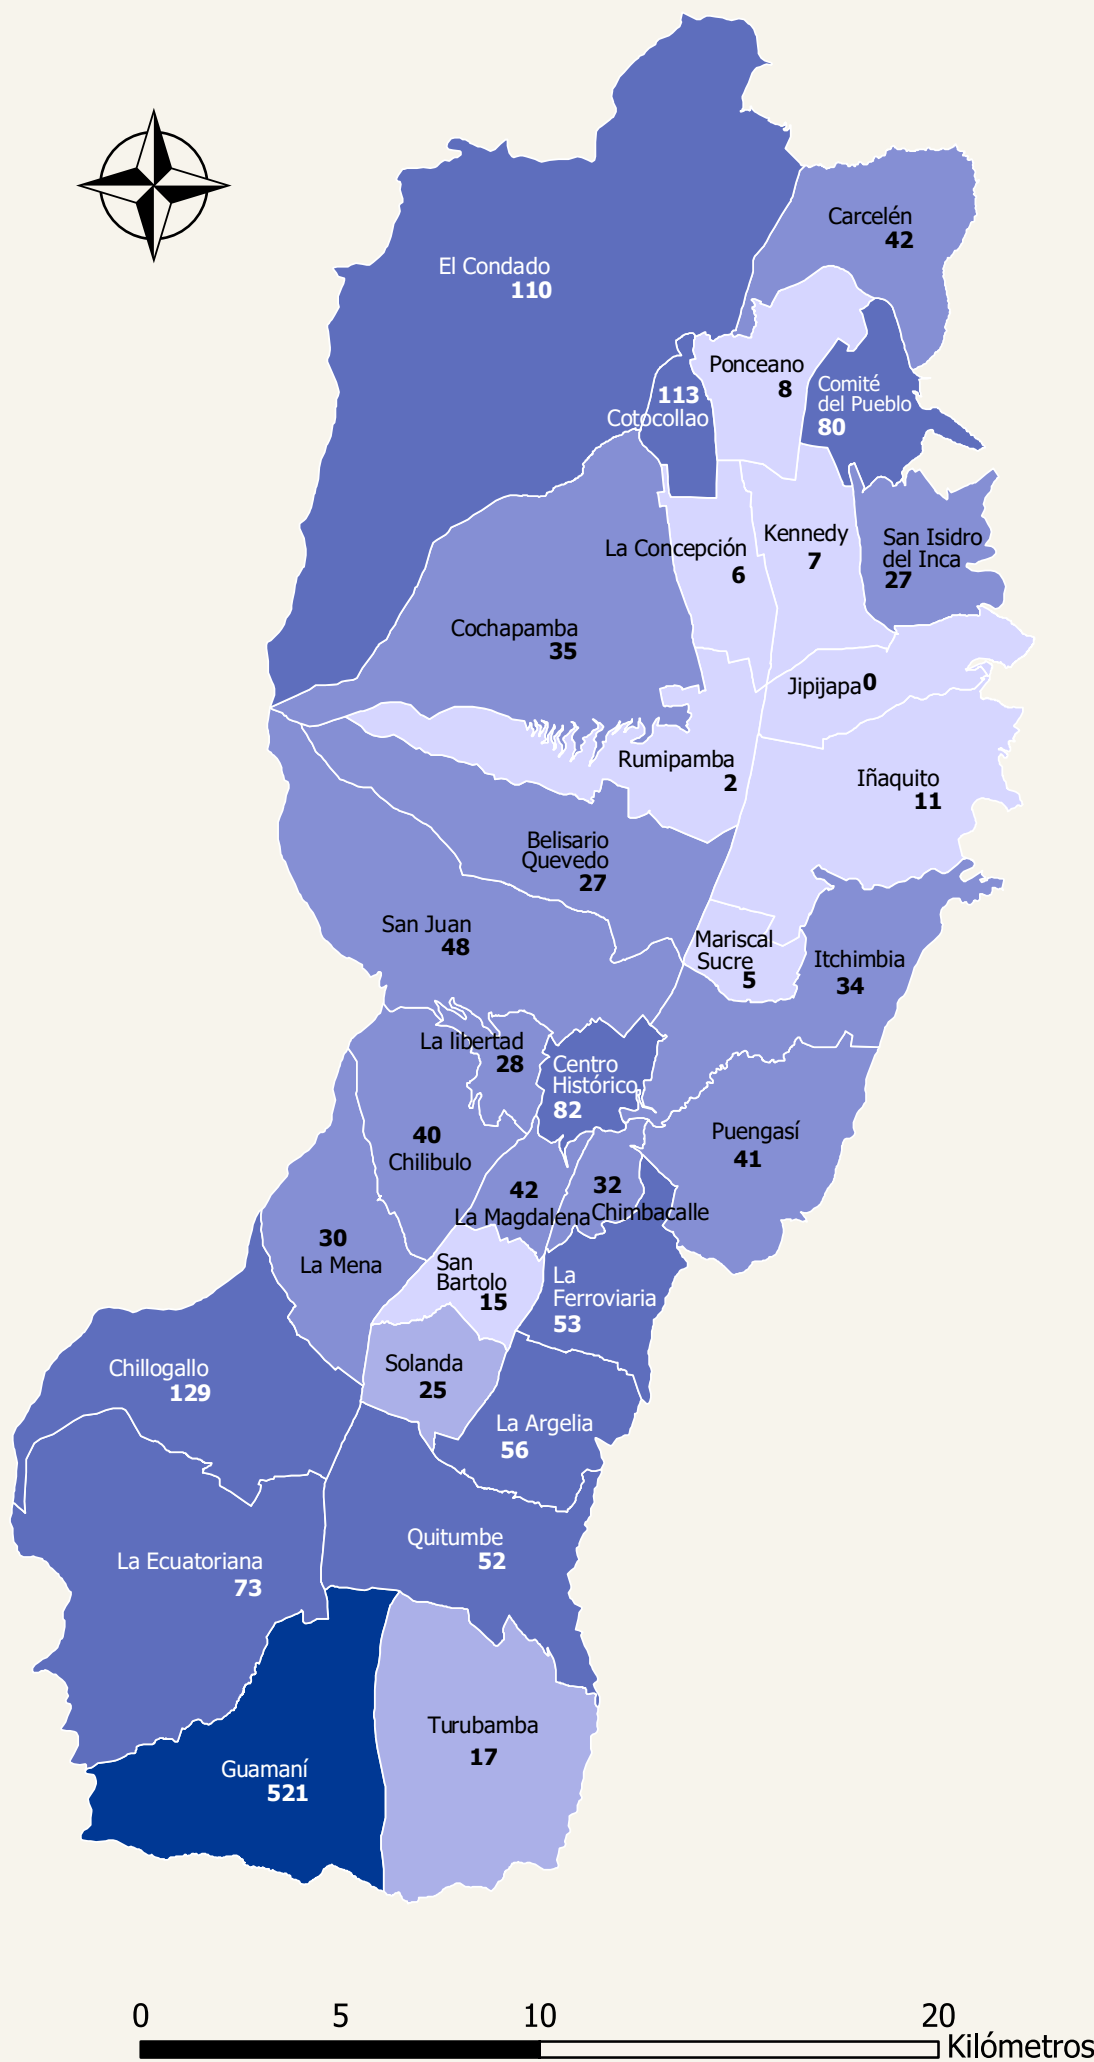 Carcelén
42
El Condado
110
Ponceano
8
Comité
del Pueblo
80
113
Cotocollao
Kennedy
7
La Concepción
6
San Isidro
del Inca
27
Cochapamba
35
Jipijapa 0
Rumipamba
2
Iñaquito
11
Belisario
Quevedo
27
San Juan
48
Mariscal
Sucre
5
Itchimbia
34
La libertad
28
Centro
Histórico
82
Puengasí
41
40
Chilibulo
42
La Magdalena
32
Chimbacalle
30
La Mena
San
Bartolo
15
La
Ferroviaria
53
Solanda
25
Chillogallo
129
La Argelia
56
Quitumbe
52
La Ecuatoriana
73
Turubamba
17
Guamaní
521
0 5 10 20
Kilómetros